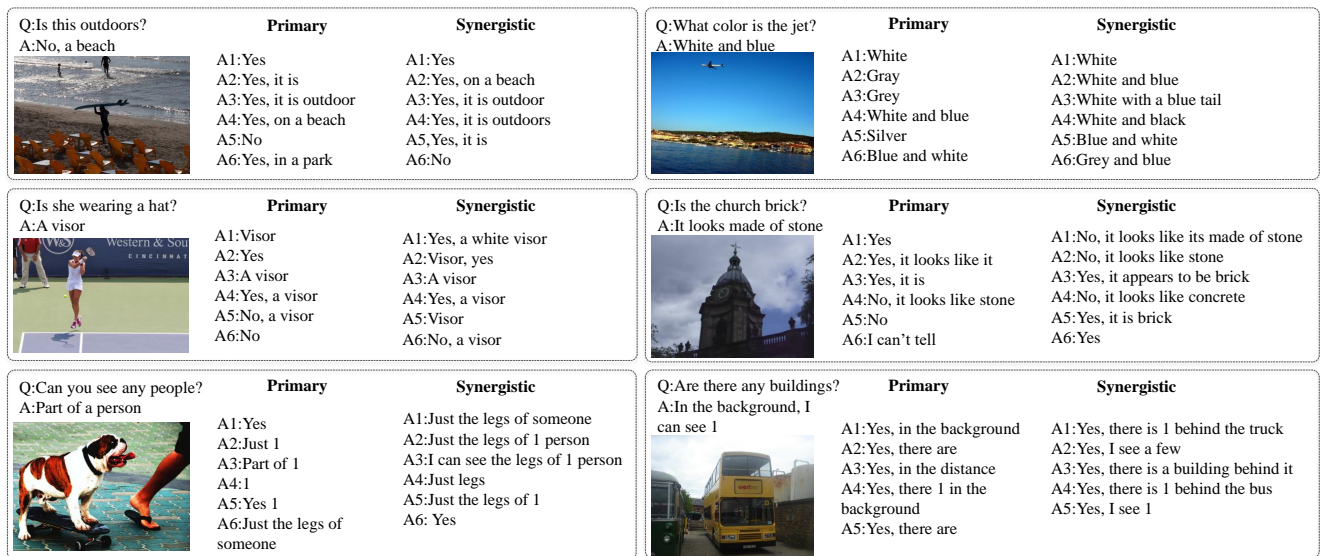 Q:Is this outdoors?
A:No, a beach
Primary
A1:Yes
A2:Yes, it is
A3:Yes, it is outdoor
A4:Yes, on a beach
A5:No
A6:Yes, in a park
Synergistic
A1:Yes
A2:Yes, on a beach
A3:Yes, it is outdoor
A4:Yes, it is outdoors
A5,Yes, it is
A6:No
Q:What color is the jet?
A:White and blue
Primary
A1:White
A2:Gray
A3:Grey
A4:White and blue
A5:Silver
A6:Blue and white
Synergistic
A1:White
A2:White and blue
A3:White with a blue tail
A4:White and black
A5:Blue and white
A6:Grey and blue
Q:Is she wearing a hat?
A:A visor
W&S
Western & Sou
CINCINNAT
Primary
A1:Visor
A2:Yes
A3:A visor
A4:Yes, a visor
A5:No, a visor
A6:No
Synergistic
A1:Yes, a white visor
A2:Visor, yes
A3:A visor
A4:Yes, a visor
A5:Visor
A6:No, a visor
Q:Is the church brick?
A:It looks made of stone
Primary
A1:Yes
A2:Yes, it looks like it
A3:Yes, it is
A4:No, it looks like stone
A5:No
A6:I can't tell
Synergistic
A1:No, it looks like its made of stone
A2:No, it looks like stone
A3:Yes, it appears to be brick
A4:No, it looks like concrete
A5:Yes, it is brick
A6:Yes
Q:Can you see any people?
A:Part of a person
Primary
A1:Yes
A2:Just 1
A3:Part of 1
A4:1
A5:Yes 1
A6:Just the legs of
someone
Synergistic
A1:Just the legs of someone
A2:Just the legs of 1 person
A3:I can see the legs of 1 person
A4:Just legs
A5:Just the legs of 1
A6: Yes
Q:Are there any buildings?
A:In the background, I
can see 1
Primary
A1:Yes, in the background
A2:Yes, there are
A3:Yes, in the distance
A4:Yes, there 1 in the
background
A5:Yes, there are
Synergistic
A1:Yes, there is 1 behind the truck
A2:Yes, I see a few
A3:Yes, there is a building behind it
A4:Yes, there is 1 behind the bus
A5:Yes, I see 1